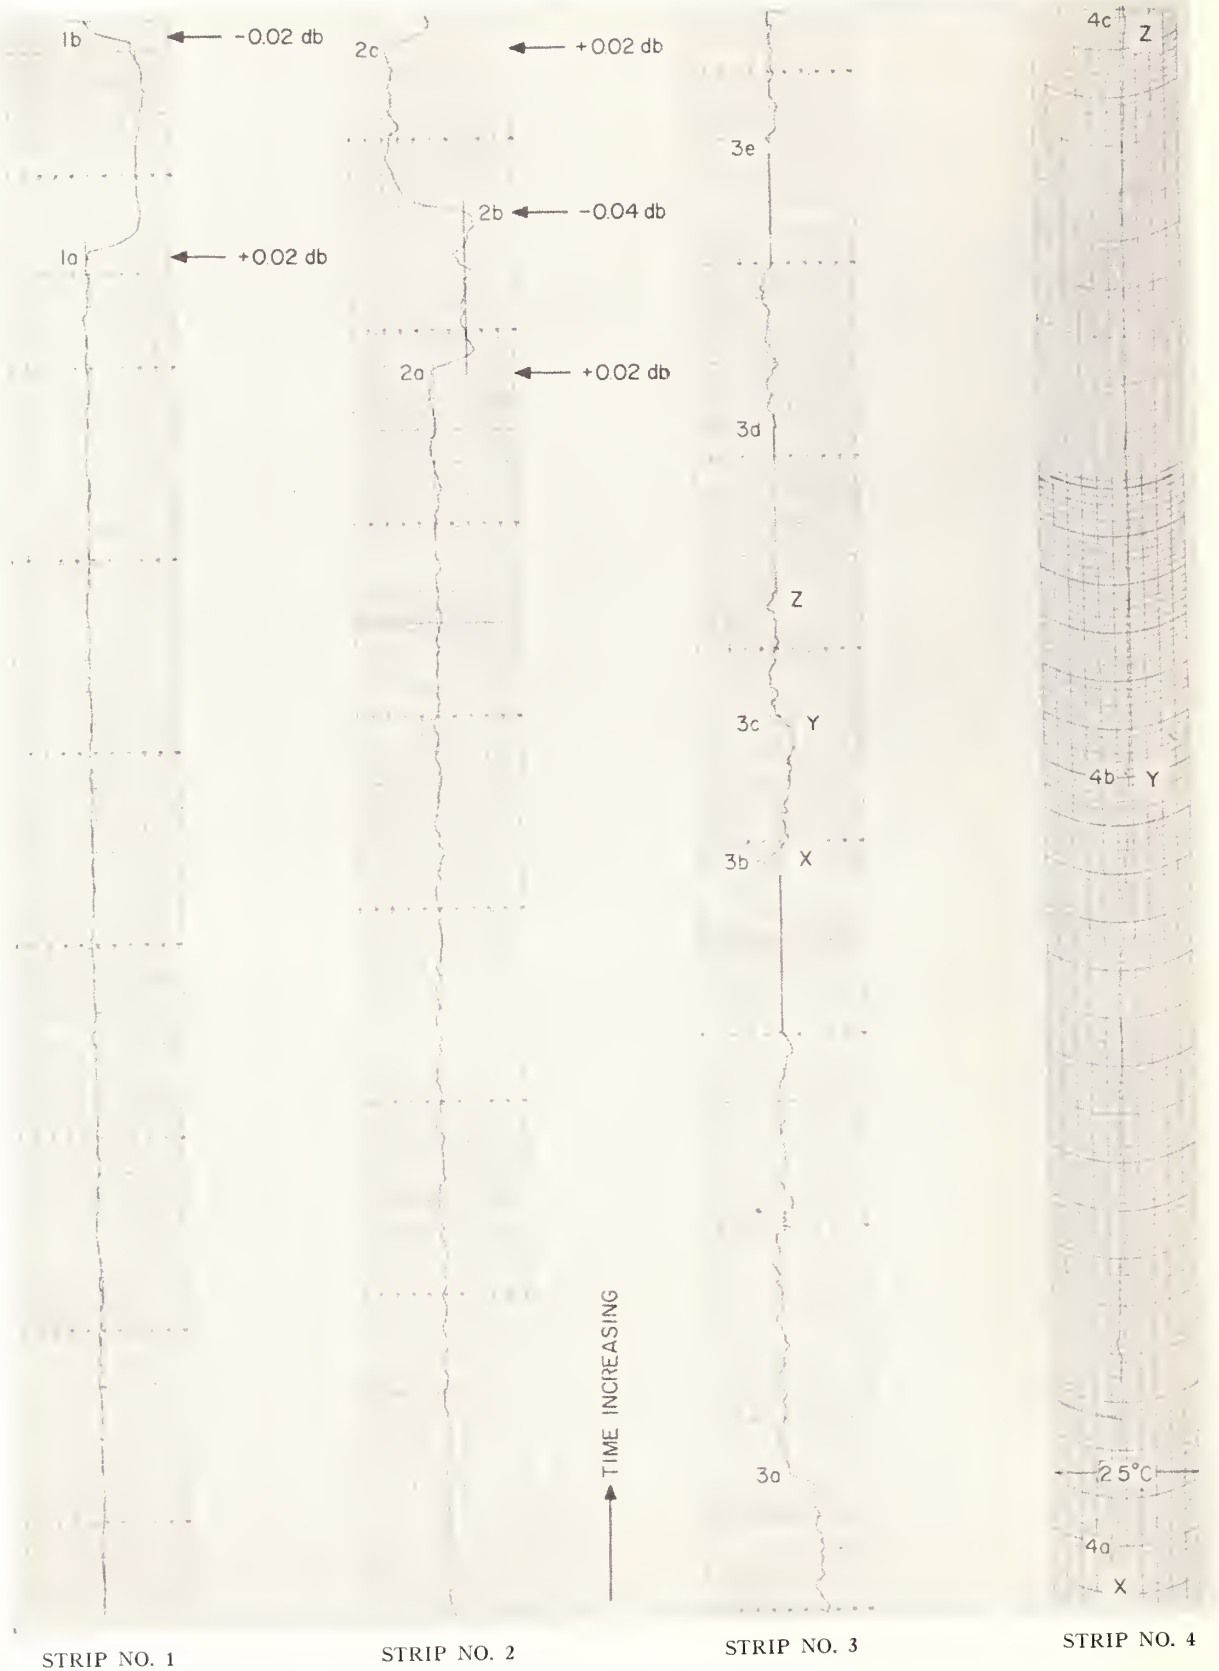 1b
-0.02 db
1a
+0.02 db
2c
+0.02 db
2b
-0.04 db
2a
+0.02 db
3e
3d
Z
3c Y
3b X
3a
4c Z
4b Y
25°C
4a
X
TIME INCREASING
STRIP NO. 1
STRIP NO. 2
STRIP NO. 3
STRIP NO. 4